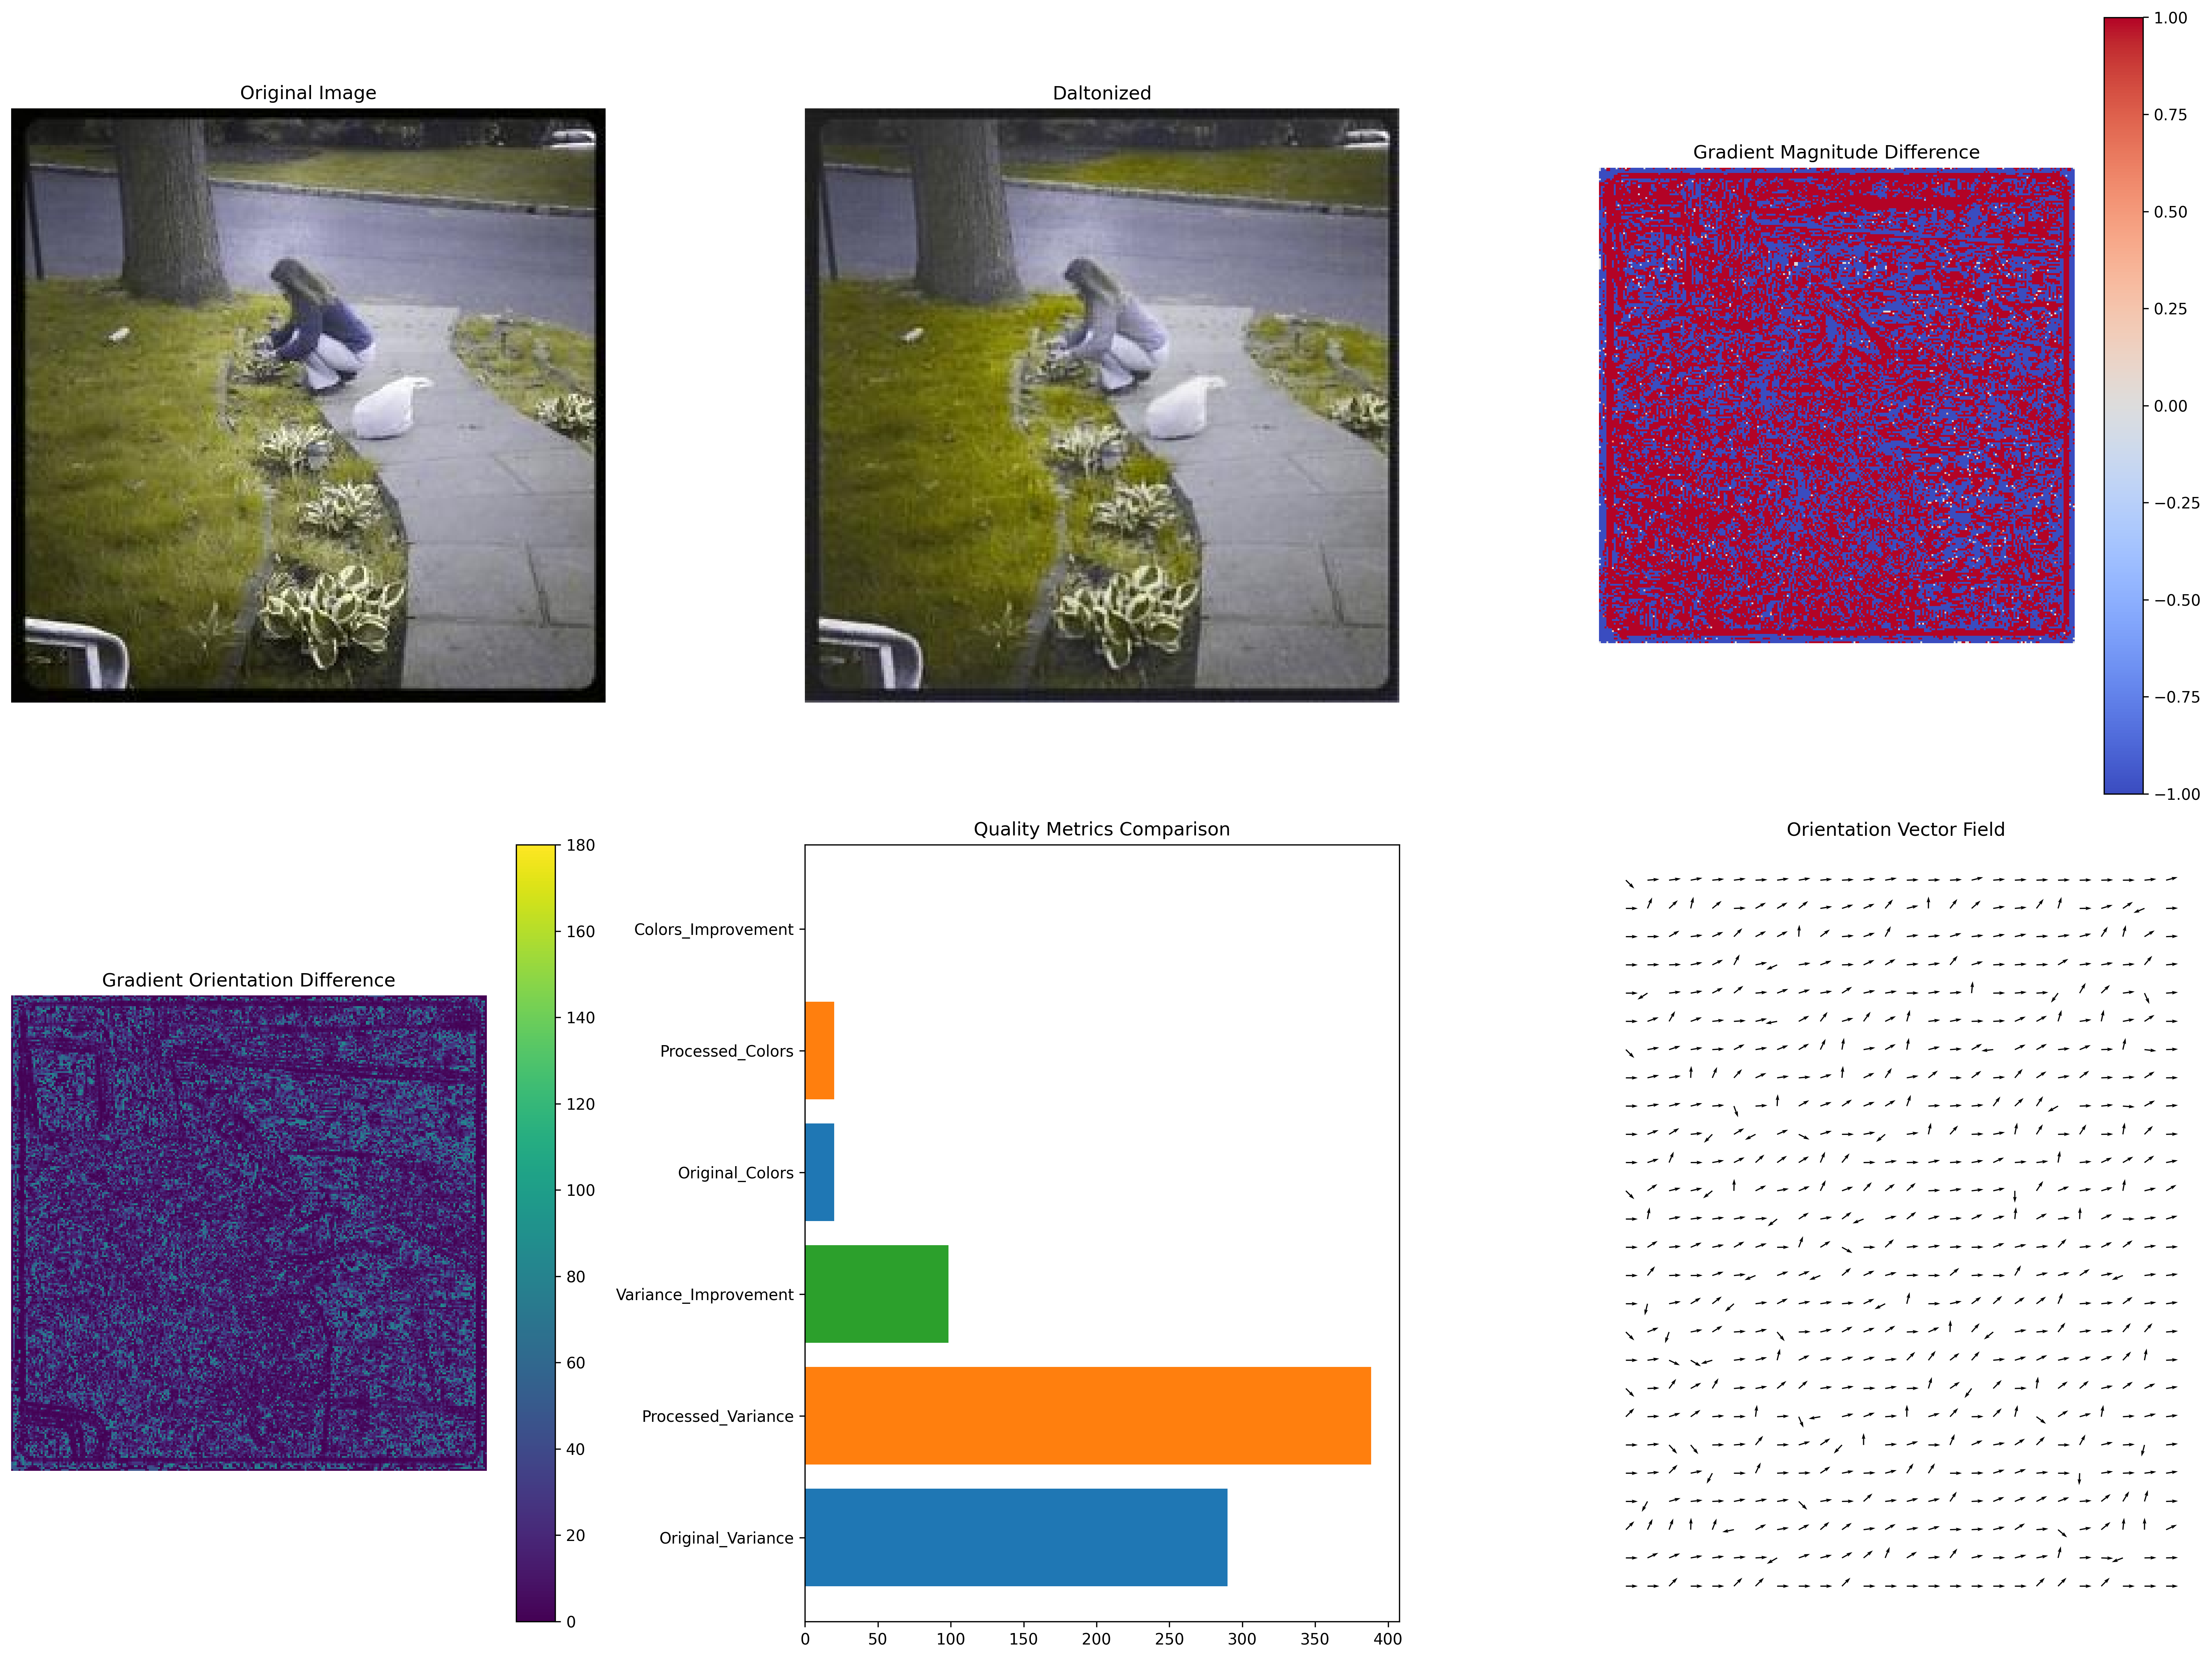 Original Image
Daltonized
Gradient Magnitude Difference
1.00
0.75
0.50
0.25
0.00
−0.25
−0.50
−0.75
−1.00
Gradient Orientation Difference
180
160
140
120
100
80
60
40
20
0
Quality Metrics Comparison
Colors_Improvement
Processed_Colors
Original_Colors
Variance_Improvement
Processed_Variance
Original_Variance
0 50 100 150 200 250 300 350 400
Orientation Vector Field